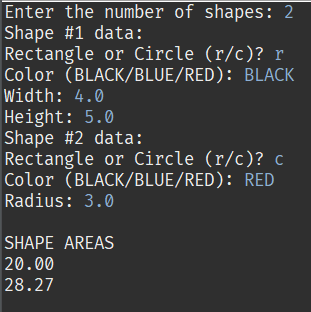 Enter the number of shapes: 2
Shape #1 data:
Rectangle or Circle (r/c)? r
Color (BLACK/BLUE/RED): BLACK
Width: 4.0
Height: 5.0
Shape #2 data:
Rectangle or Circle (r/c)? c
Color (BLACK/BLUE/RED): RED
Radius: 3.0

SHAPE AREAS
20.00
28.27